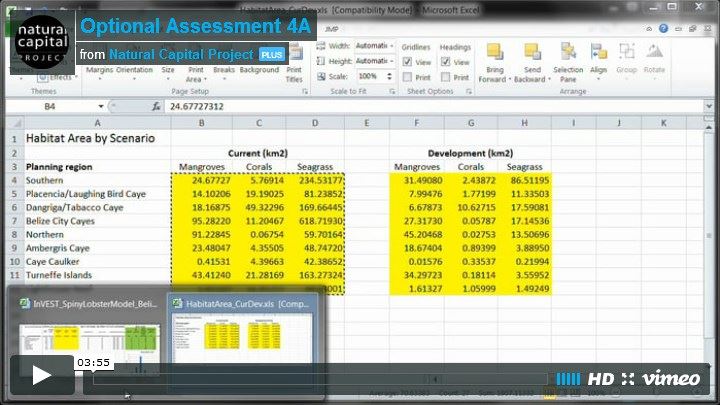 HabitatArea_CurDev.xls [Compatibility Mode] - Microsoft Excel
natural
capital
PROJECT
Optional Assessment 4A
from Natural Capital Project PLUS
JMP
Effects
Margins Orientation Size Print Area Breaks Background Print Titles
Width: Automatic
Height: Automatic
Scale: 100%
Gridlines Headings
View View
Print Print
Bring Forward Send Backward Selection Pane Align Group Rotate
Themes Page Setup Scale to Fit Sheet Options Arrange
B4 fx 24.67727312
A B C D E F G H I J K
1 Habitat Area by Scenario
2 Current (km2) Development (km2)
3 Planning region Mangroves Corals Seagrass Mangroves Corals Seagrass
4 Southern 24.67727 5.76914 234.53177 31.49080 2.43872 86.51195
5 Placencia/Laughing Bird Caye 14.10206 19.19025 81.23852 7.99476 1.77199 11.33503
6 Dangriga/Tobacco Caye 18.16875 49.32296 169.66445 6.67873 10.62715 17.59081
7 Belize City Cayes 95.28220 11.20467 618.71930 27.31730 0.05787 17.14536
8 Northern 91.22845 0.06754 59.70164 45.20468 0.02753 13.50696
9 Ambergris Caye 23.48047 4.35505 48.74720 18.67404 0.89399 3.88950
10 Caye Caulker 0.41531 4.39663 42.38652 0.01576 0.33537 0.21994
11 Turneffe Islands 43.41240 21.28169 163.27324 34.29723 0.18114 3.55952
1.61327 1.05999 1.49249
InVEST_SpinyLobsterModel_Beli...
HabitatArea_CurDev.xls [Comp...
03:55
HD vimeo